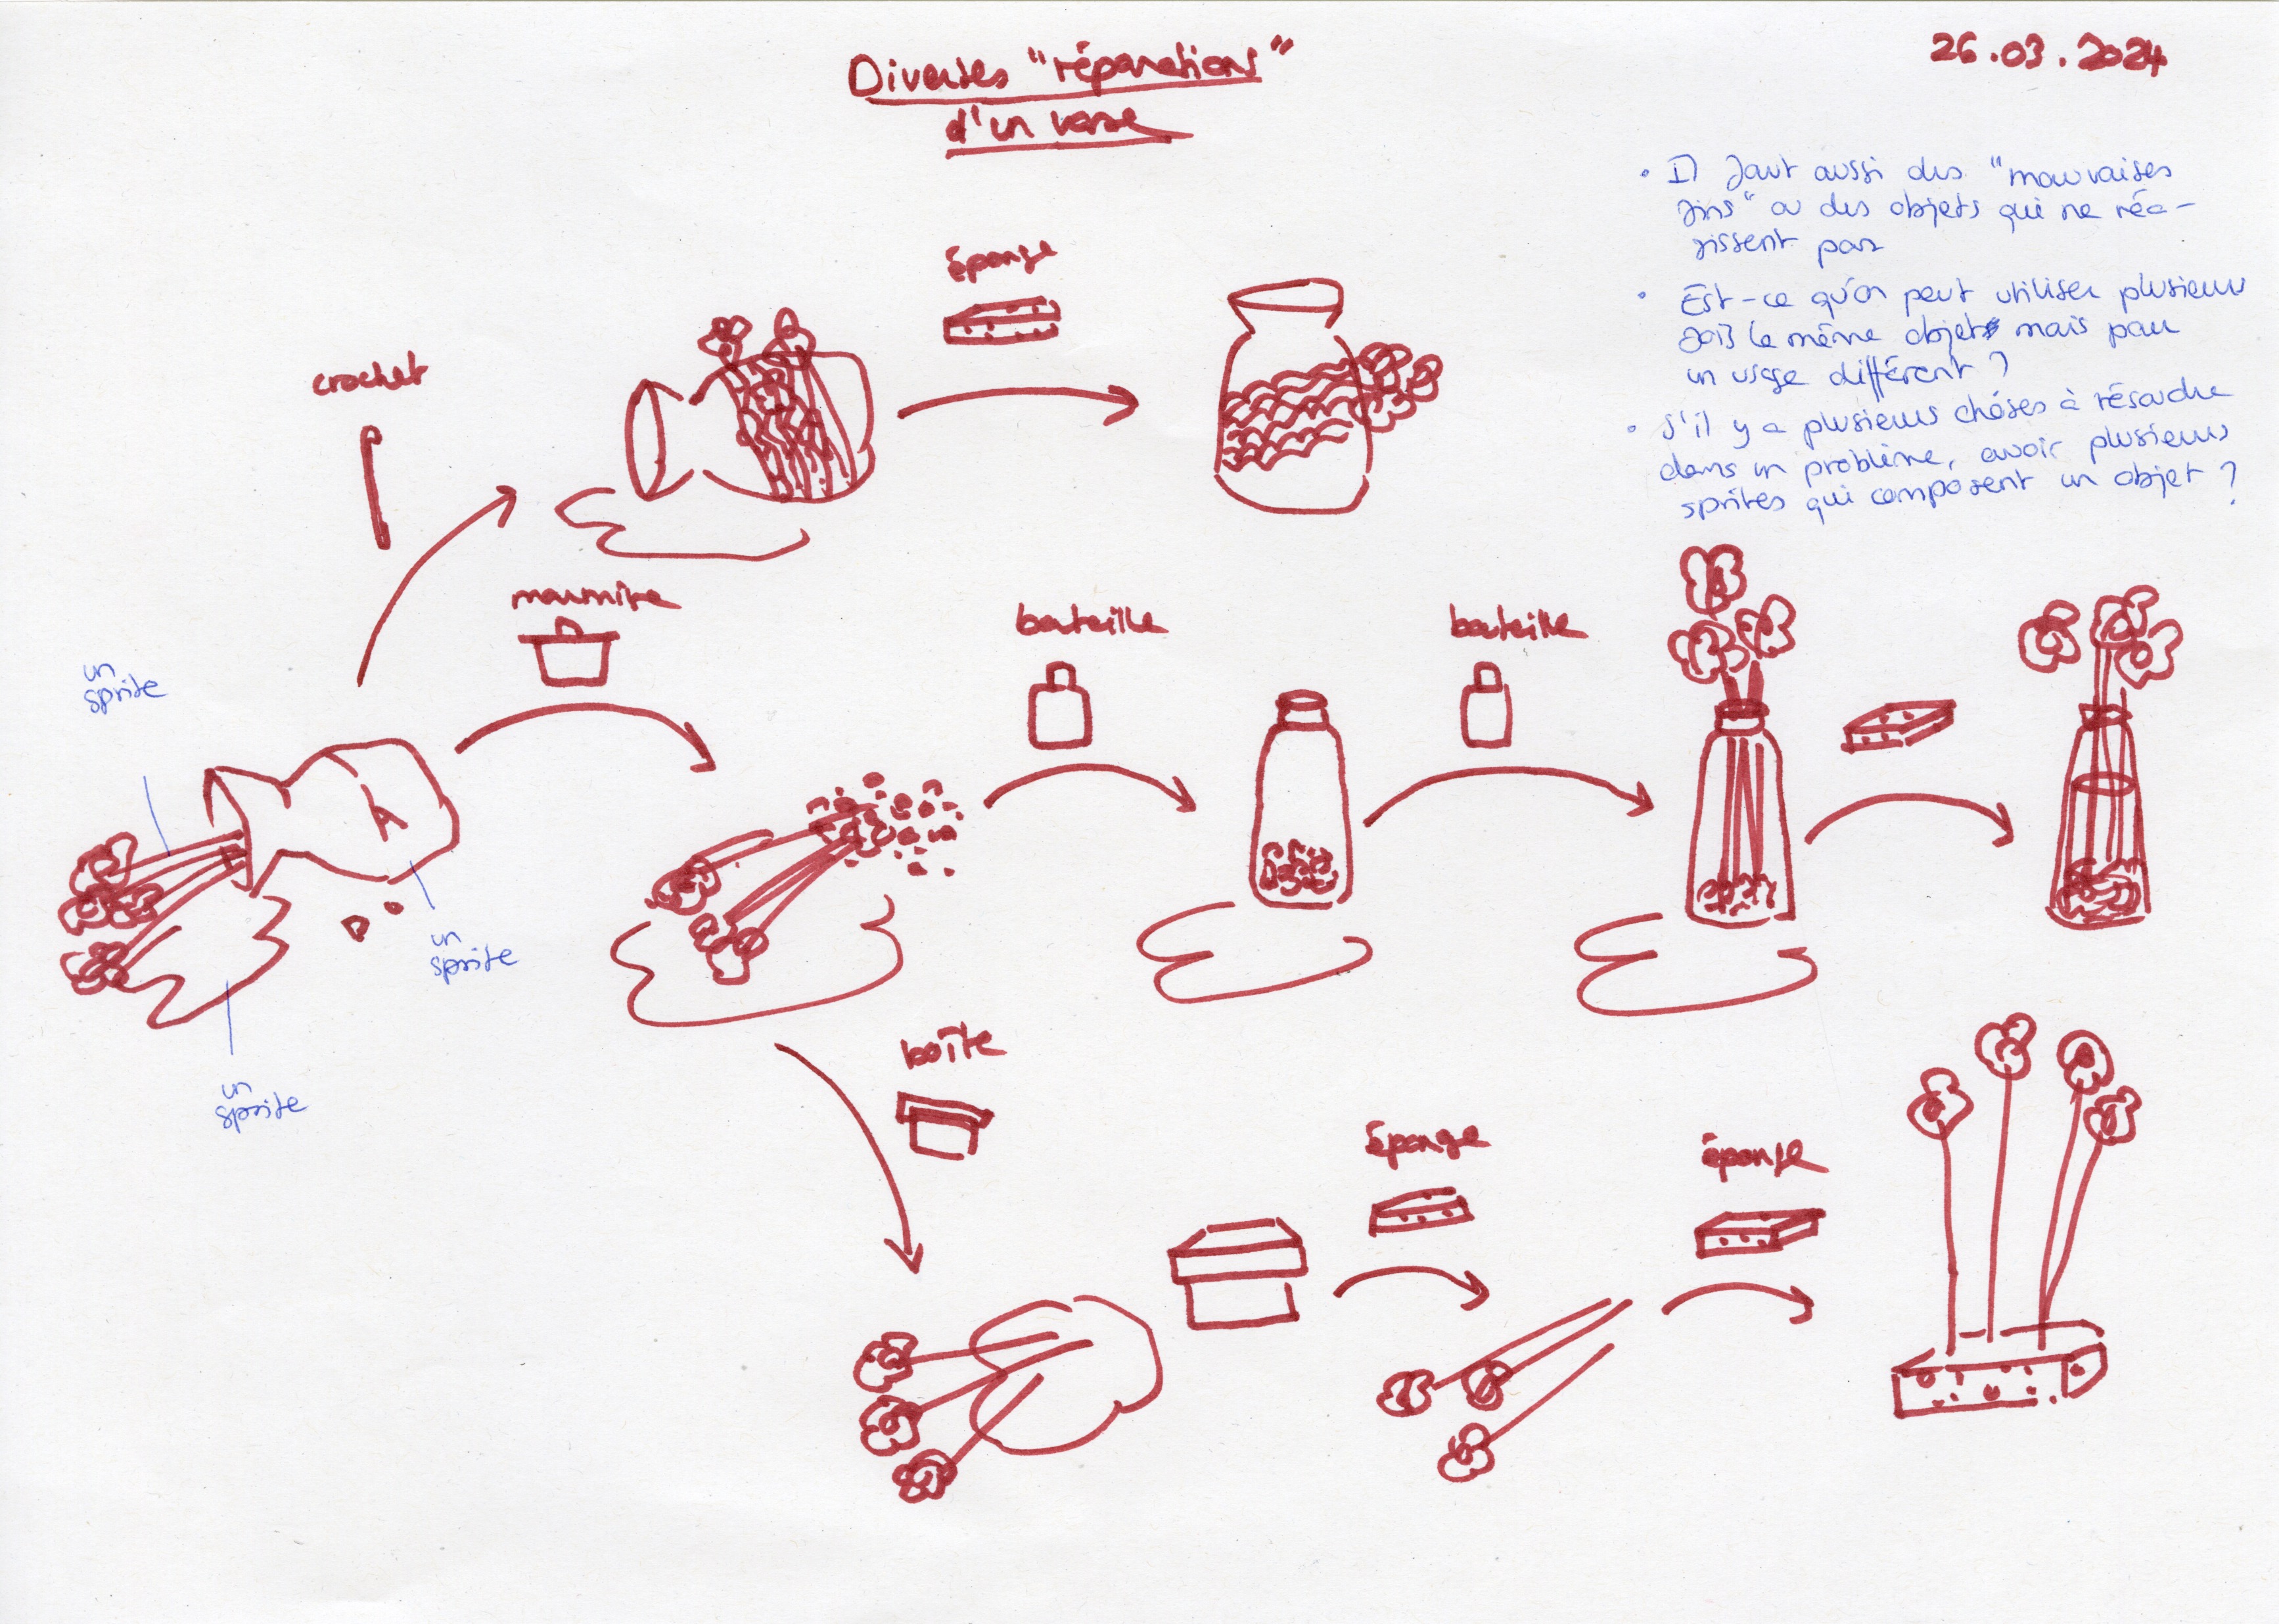 Diverses "réparations"
d'un vase
26.03.2024
• Il faut aussi des "mauvaises
fins" ou des objets qui ne réa-
gissent pas
• Est-ce qu'on peut utiliser plusieurs
fois le même objet mais pour
un usage différent ?
• S'il y a plusieurs choses à résoudre
dans un problème, avoir plusieurs
sprites qui composent un objet ?
éponge
crochet
marmite
bouteille
bouteille
un
sprite
un
sprite
un
sprite
boîte
éponge
éponge